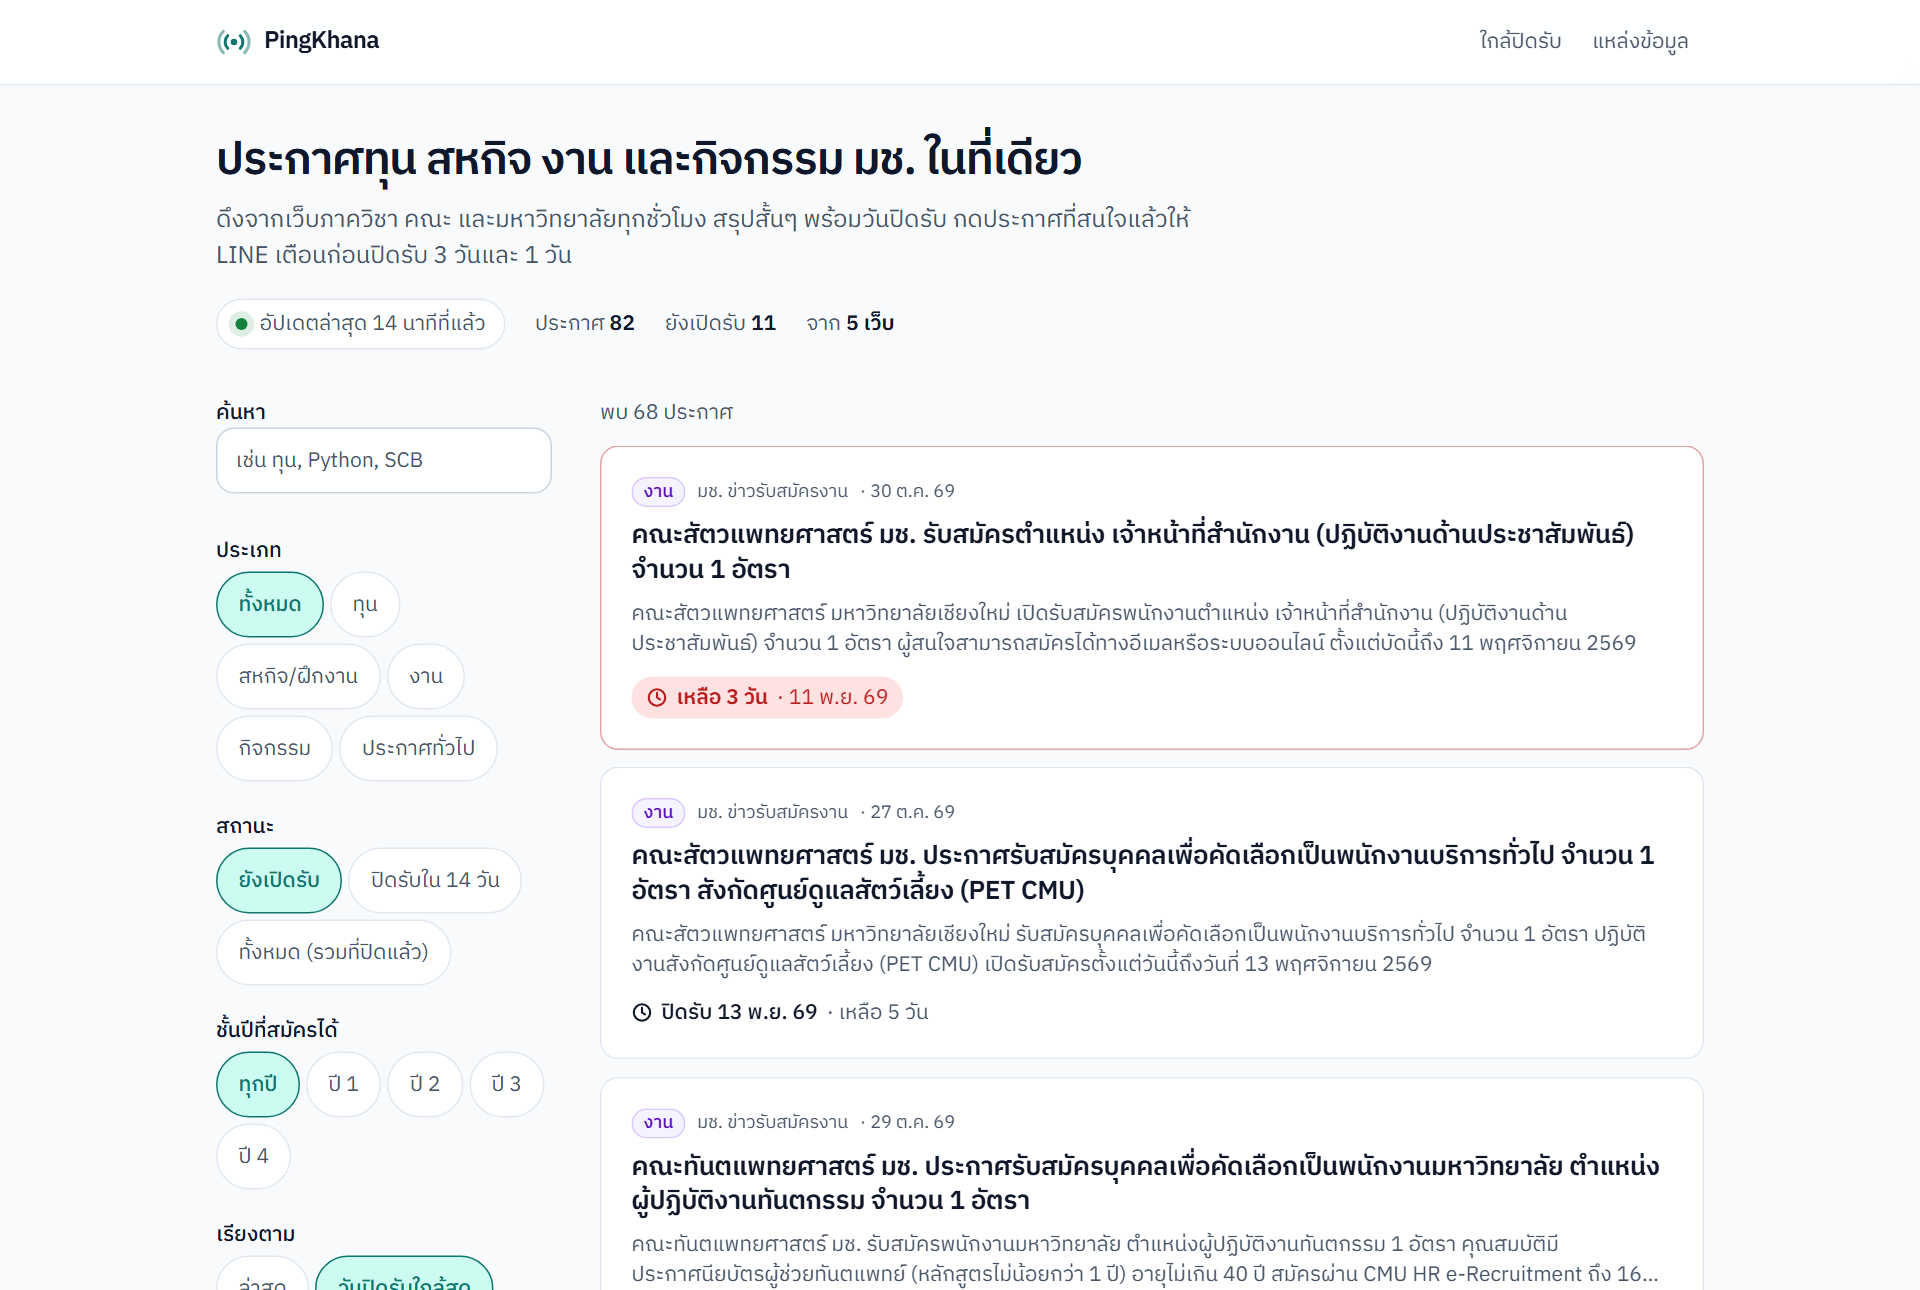 PingKhana
ใกล้ปิดรับ
แหล่งข้อมูล
ประกาศทุน สหกิจ งาน และกิจกรรม มช. ในที่เดียว
ดึงจากเว็บภาควิชา คณะ และมหาวิทยาลัยทุกชั่วโมง สรุปสั้นๆ พร้อมวันปิดรับ กดประกาศที่สนใจแล้วให้
LINE เตือนก่อนปิดรับ 3 วันและ 1 วัน
อัปเดตล่าสุด 14 นาทีที่แล้ว
ประกาศ 82
ยังเปิดรับ 11
จาก 5 เว็บ
ค้นหา
เช่น ทุน, Python, SCB
ประเภท
ทั้งหมด
ทุน
สหกิจ/ฝึกงาน
งาน
กิจกรรม
ประกาศทั่วไป
สถานะ
ยังเปิดรับ
ปิดรับใน 14 วัน
ทั้งหมด (รวมที่ปิดแล้ว)
ชั้นปีที่สมัครได้
ทุกปี
ปี 1
ปี 2
ปี 3
ปี 4
เรียงตาม
ล่าสุด
วันปิดรับใกล้สุด
พบ 68 ประกาศ
งาน มช. ข่าวรับสมัครงาน · 30 ต.ค. 69
คณะสัตวแพทยศาสตร์ มช. รับสมัครตำแหน่ง เจ้าหน้าที่สำนักงาน (ปฏิบัติงานด้านประชาสัมพันธ์)
จำนวน 1 อัตรา
คณะสัตวแพทยศาสตร์ มหาวิทยาลัยเชียงใหม่ เปิดรับสมัครพนักงานตำแหน่ง เจ้าหน้าที่สำนักงาน (ปฏิบัติงานด้าน
ประชาสัมพันธ์) จำนวน 1 อัตรา ผู้สนใจสามารถสมัครได้ทางอีเมลหรือระบบออนไลน์ ตั้งแต่บัดนี้ถึง 11 พฤศจิกายน 2569
เหลือ 3 วัน · 11 พ.ย. 69
งาน มช. ข่าวรับสมัครงาน · 27 ต.ค. 69
คณะสัตวแพทยศาสตร์ มช. ประกาศรับสมัครบุคคลเพื่อคัดเลือกเป็นพนักงานบริการทั่วไป จำนวน 1
อัตรา สังกัดศูนย์ดูแลสัตว์เลี้ยง (PET CMU)
คณะสัตวแพทยศาสตร์ มหาวิทยาลัยเชียงใหม่ รับสมัครบุคคลเพื่อคัดเลือกเป็นพนักงานบริการทั่วไป จำนวน 1 อัตรา ปฏิบัติ
งานสังกัดศูนย์ดูแลสัตว์เลี้ยง (PET CMU) เปิดรับสมัครตั้งแต่วันนี้ถึงวันที่ 13 พฤศจิกายน 2569
ปิดรับ 13 พ.ย. 69 · เหลือ 5 วัน
งาน มช. ข่าวรับสมัครงาน · 29 ต.ค. 69
คณะทันตแพทยศาสตร์ มช. ประกาศรับสมัครบุคคลเพื่อคัดเลือกเป็นพนักงานมหาวิทยาลัย ตำแหน่ง
ผู้ปฏิบัติงานทันตกรรม จำนวน 1 อัตรา
คณะทันตแพทยศาสตร์ มช. รับสมัครพนักงานมหาวิทยาลัย ตำแหน่งผู้ปฏิบัติงานทันตกรรม 1 อัตรา คุณสมบัติมี
ประกาศนียบัตรผู้ช่วยทันตแพทย์ (หลักสูตรไม่น้อยกว่า 1 ปี) อายุไม่เกิน 40 ปี สมัครผ่าน CMU HR e-Recruitment ถึง 16...